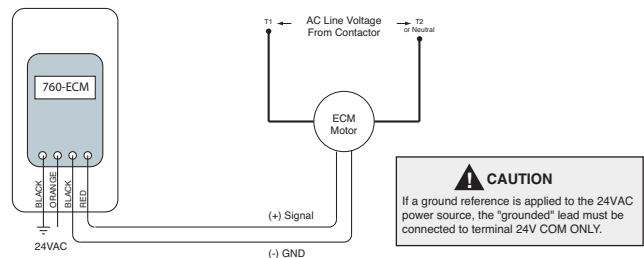 T1
AC Line Voltage
From Contactor
T2
or Neutral
760-ECM
ECM
Motor
BLACK
ORANGE
BLACK
RED
24VAC
(+) Signal
(-) GND
! CAUTION
If a ground reference is applied to the 24VAC
power source, the "grounded" lead must be
connected to terminal 24V COM ONLY.